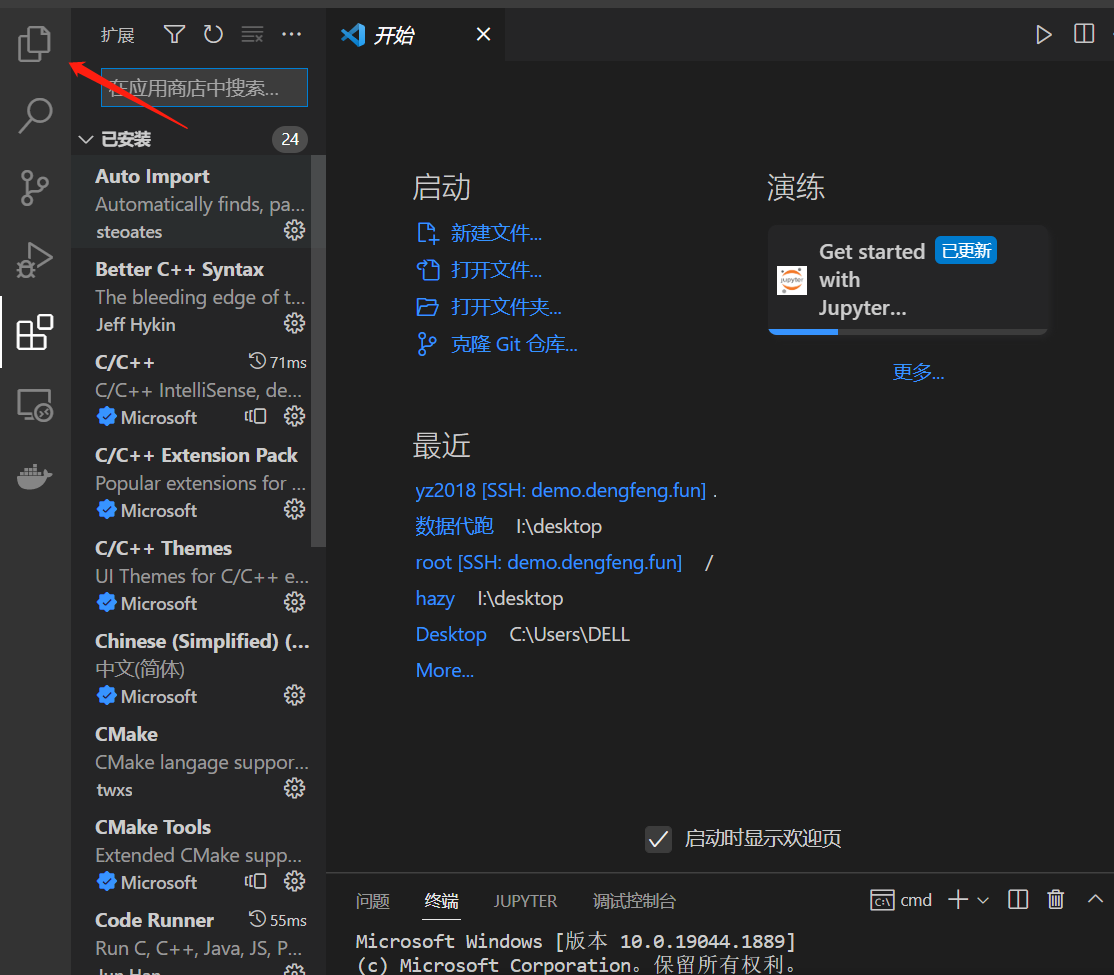 扩展
在应用商店中搜索...
已安装
24
Auto Import
Automatically finds, pa...
steoates
Better C++ Syntax
The bleeding edge of t...
Jeff Hykin
C/C++
71ms
C/C++ IntelliSense, de...
Microsoft
C/C++ Extension Pack
Popular extensions for ...
Microsoft
C/C++ Themes
UI Themes for C/C++ e...
Microsoft
Chinese (Simplified) (...
中文(简体)
Microsoft
CMake
CMake langage suppor...
twxs
CMake Tools
Extended CMake supp...
Microsoft
Code Runner
55ms
Run C, C++, Java, JS, P...
Jun Han
开始
启动
新建文件...
打开文件...
打开文件夹...
克隆 Git 仓库...
最近
yz2018 [SSH: demo.dengfeng.fun] .
数据代跑 I:\desktop
root [SSH: demo.dengfeng.fun] /
hazy I:\desktop
Desktop C:\Users\DELL
More...
演练
jupyter
Get started
已更新
with
Jupyter...
更多...
启动时显示欢迎页
问题 终端 JUPYTER 调试控制台
cmd
Microsoft Windows [版本 10.0.19044.1889]
(c) Microsoft Corporation。保留所有权利。